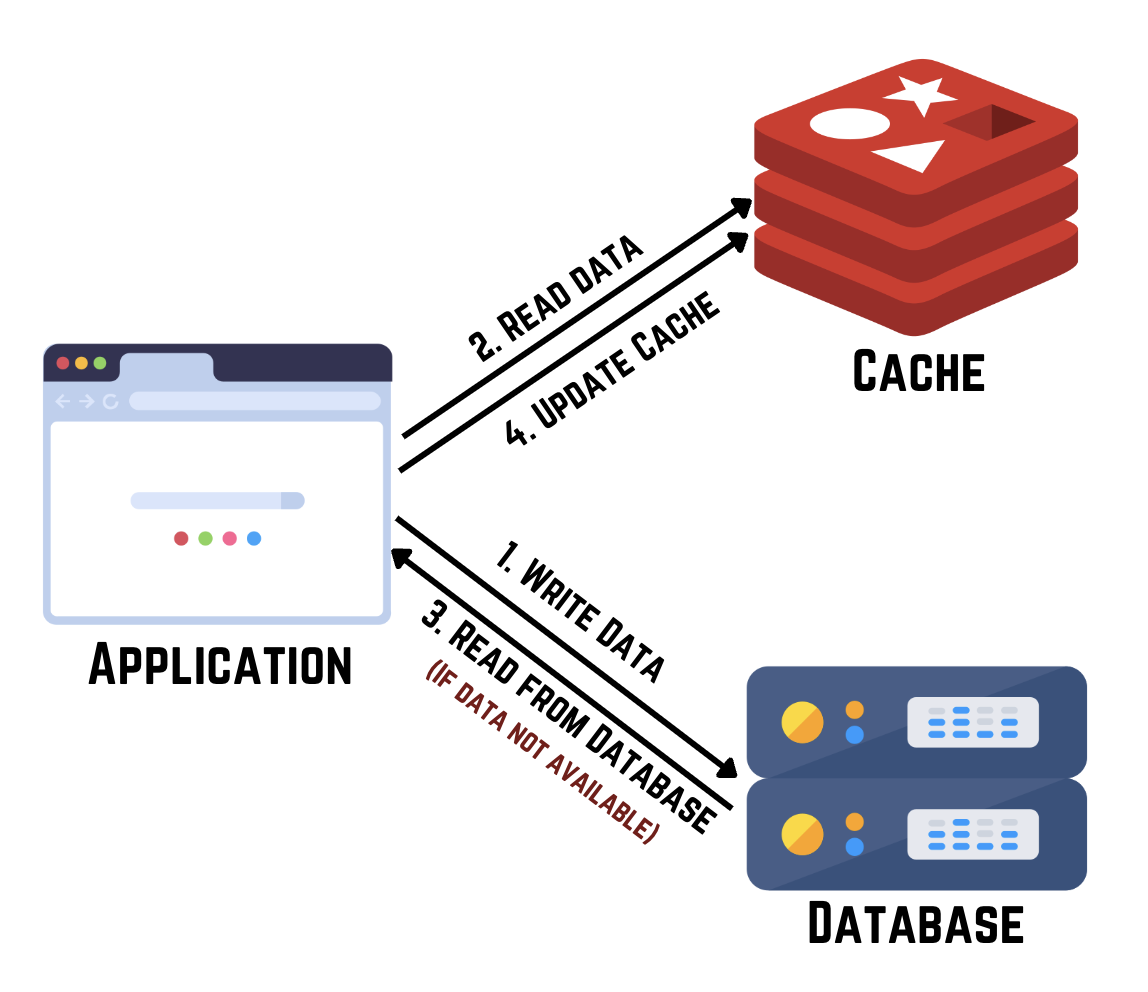 2. Read data
4. Update Cache
Cache
Application
1. Write Data
3. Read from Database
(If data not available)
Database